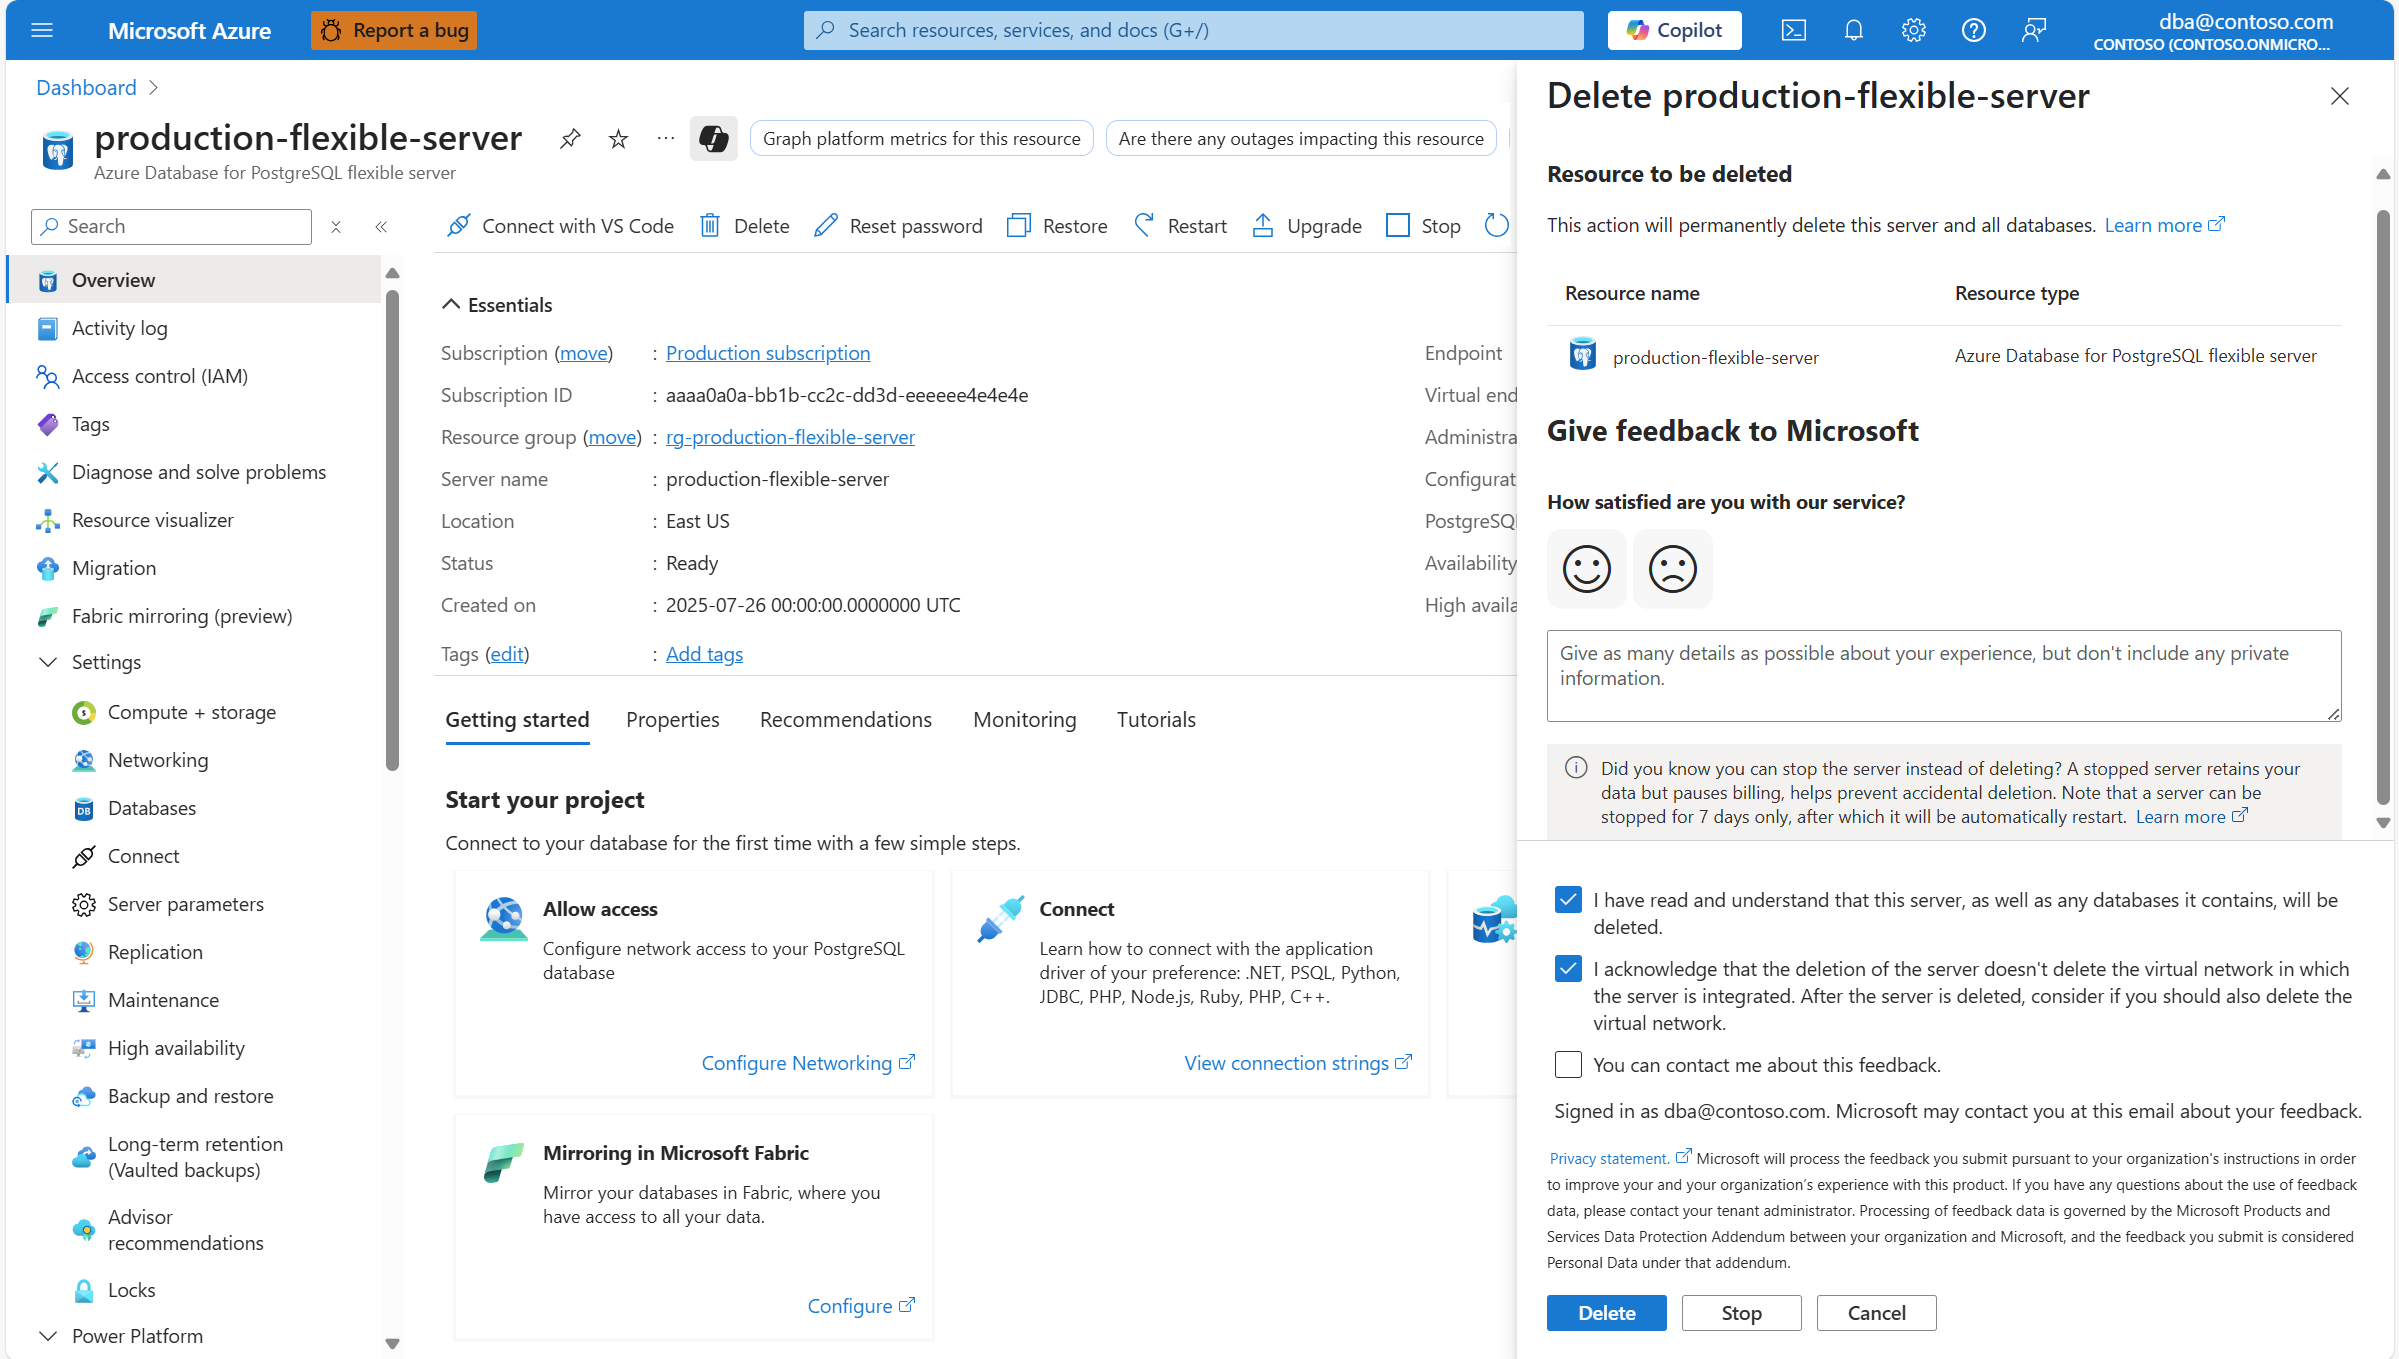 Microsoft Azure
Report a bug
Search resources, services, and docs (G+/)
Copilot
dba@contoso.com
CONTOSO (CONTOSO.ONMICRO...
Dashboard
production-flexible-server
Azure Database for PostgreSQL flexible server
Graph platform metrics for this resource
Are there any outages impacting this resource
Search
Overview
Activity log
Access control (IAM)
Tags
Diagnose and solve problems
Resource visualizer
Migration
Fabric mirroring (preview)
Settings
Compute + storage
Networking
Databases
Connect
Server parameters
Replication
Maintenance
High availability
Backup and restore
Long-term retention
(Vaulted backups)
Advisor
recommendations
Locks
Power Platform
Connect with VS Code
Delete
Reset password
Restore
Restart
Upgrade
Stop
Essentials
Subscription (move) : Production subscription
Subscription ID : aaaa0a0a-bb1b-cc2c-dd3d-eeeeee4e4e4e
Resource group (move) : rg-production-flexible-server
Server name : production-flexible-server
Location : East US
Status : Ready
Created on : 2025-07-26 00:00:00.0000000 UTC
Tags (edit) : Add tags
Endpoint
Virtual end
Administra
Configurat
PostgreSQL
Availability
High availa
Getting started
Properties
Recommendations
Monitoring
Tutorials
Start your project
Connect to your database for the first time with a few simple steps.
Allow access
Configure network access to your PostgreSQL
database
Configure Networking
Connect
Learn how to connect with the application
driver of your preference: .NET, PSQL, Python,
JDBC, PHP, Node.js, Ruby, PHP, C++.
View connection strings
Mirroring in Microsoft Fabric
Mirror your databases in Fabric, where you
have access to all your data.
Configure
Delete production-flexible-server
Resource to be deleted
This action will permanently delete this server and all databases. Learn more
Resource name Resource type
production-flexible-server Azure Database for PostgreSQL flexible server
Give feedback to Microsoft
How satisfied are you with our service?
Give as many details as possible about your experience, but don't include any private
information.
Did you know you can stop the server instead of deleting? A stopped server retains your
data but pauses billing, helps prevent accidental deletion. Note that a server can be
stopped for 7 days only, after which it will be automatically restart. Learn more
I have read and understand that this server, as well as any databases it contains, will be
deleted.
I acknowledge that the deletion of the server doesn't delete the virtual network in which
the server is integrated. After the server is deleted, consider if you should also delete the
virtual network.
You can contact me about this feedback.
Signed in as dba@contoso.com. Microsoft may contact you at this email about your feedback.
Privacy statement. Microsoft will process the feedback you submit pursuant to your organization's instructions in order
to improve your and your organization's experience with this product. If you have any questions about the use of feedback
data, please contact your tenant administrator. Processing of feedback data is governed by the Microsoft Products and
Services Data Protection Addendum between your organization and Microsoft, and the feedback you submit is considered
Personal Data under that addendum.
Delete
Stop
Cancel